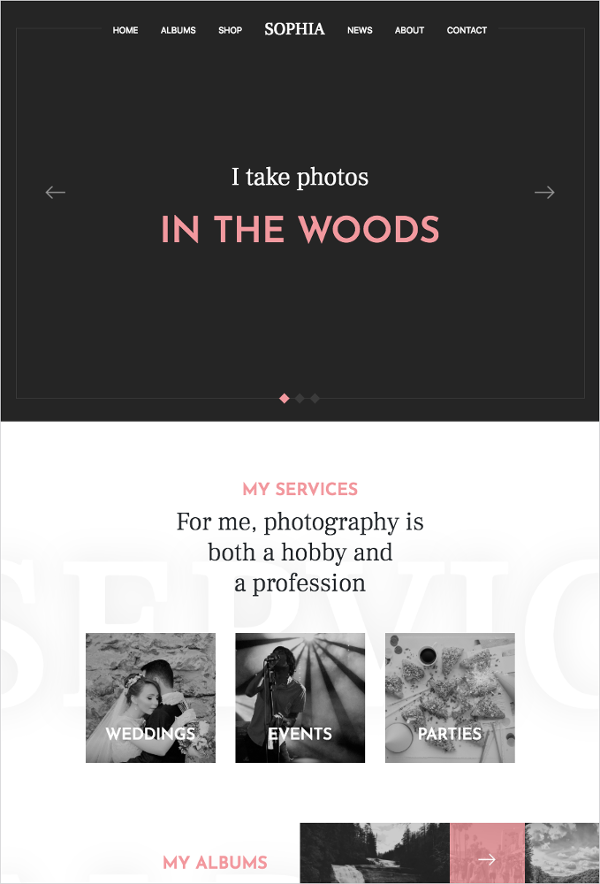 HOME ALBUMS SHOP SOPHIA NEWS ABOUT CONTACT
I take photos
IN THE WOODS
MY SERVICES
For me, photography is
both a hobby and
a profession
SERVIC
WEDDINGS EVENTS PARTIES
MY ALBUMS